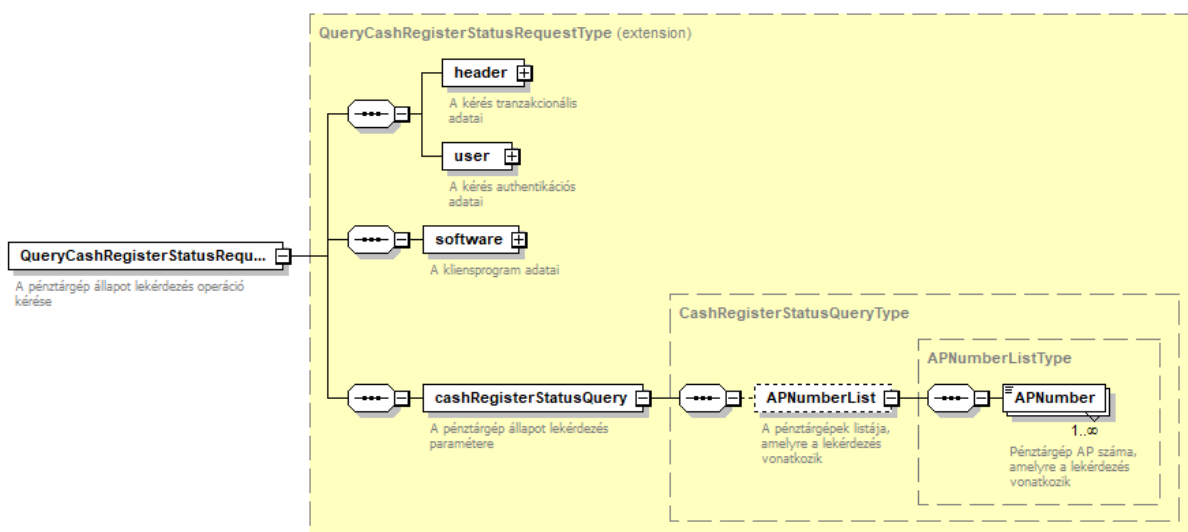 QueryCashRegisterStatusRequestType (extension)
header
A kérés tranzakcionális
adatai
user
A kérés authentikációs
adatai
QueryCashRegisterStatusRequ...
A pénztárgép állapot lekérdezés operáció
kérése
software
A kliensprogram adatai
CashRegisterStatusQueryType
APNumberListType
cashRegisterStatusQuery
A pénztárgép állapot lekérdezés
paramétere
APNumberList
A pénztárgépek listája,
amelyre a lekérdezés
vonatkozik
APNumber
1..∞
Pénztárgép AP száma,
amelyre a lekérdezés
vonatkozik